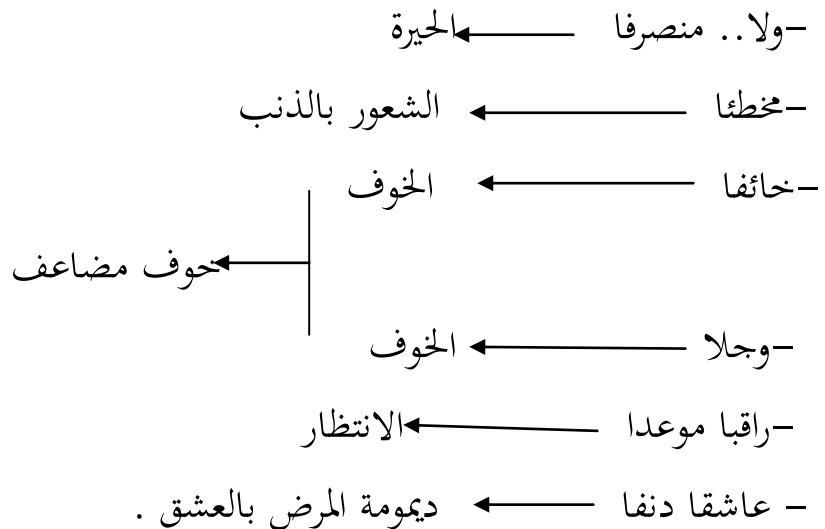 –ولا.. منصرفا الحيرة
–مخطئا الشعور بالذنب
–خائفا الخوف
خوف مضاعف
–وجلا الخوف
–راقبا موعدا الانتظار
– عاشقا دنفا ديمومة المرض بالعشق .